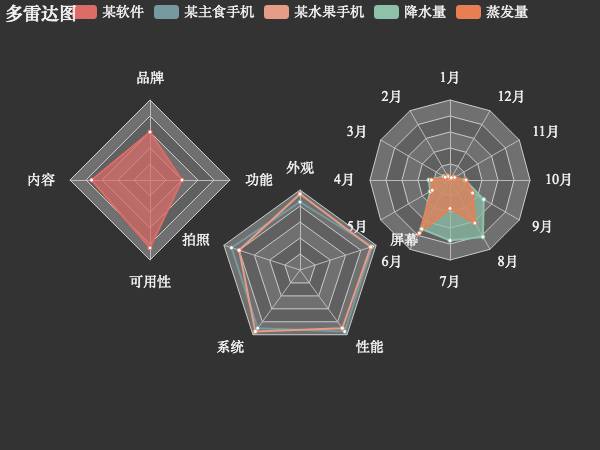 多雷达图 某软件 某主食手机 某水果手机 降水量 蒸发量
品牌
内容
可用性
功能
外观
拍照
系统
性能
屏幕
1月
2月
3月
4月
5月
6月
7月
8月
9月
10月
11月
12月